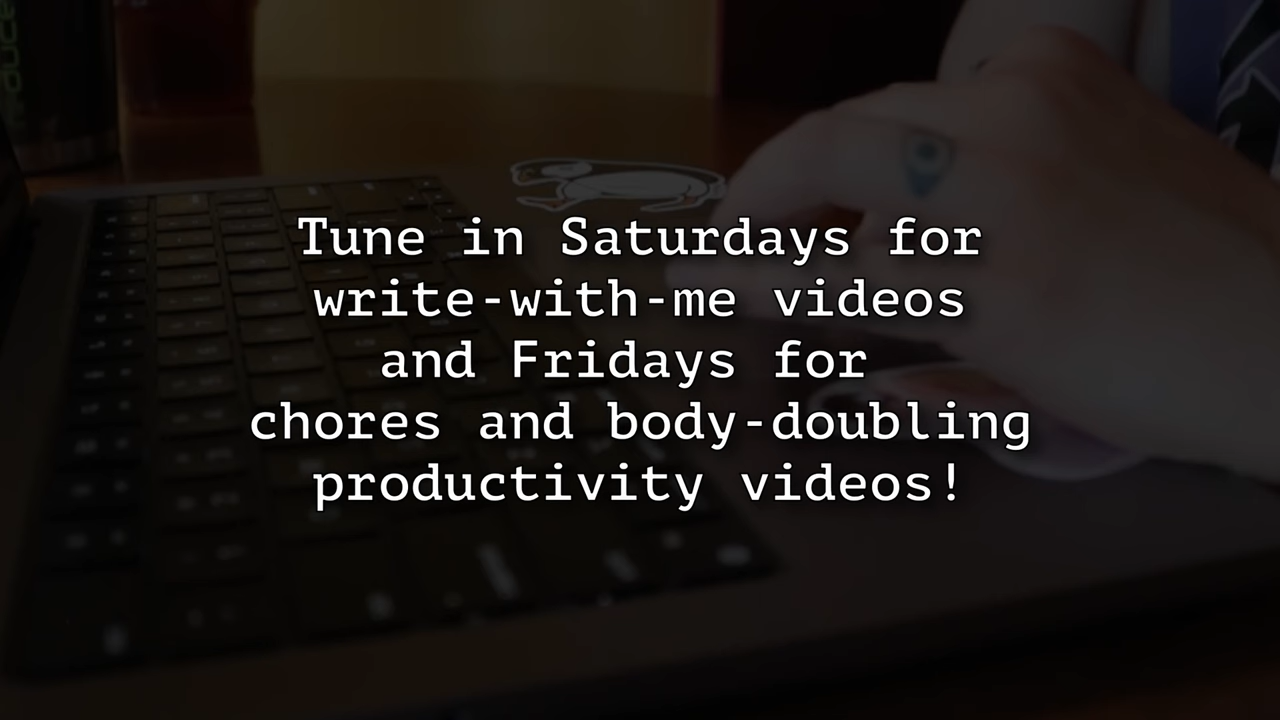 Tune in Saturdays for
write-with-me videos
and Fridays for
chores and body-doubling
productivity videos!